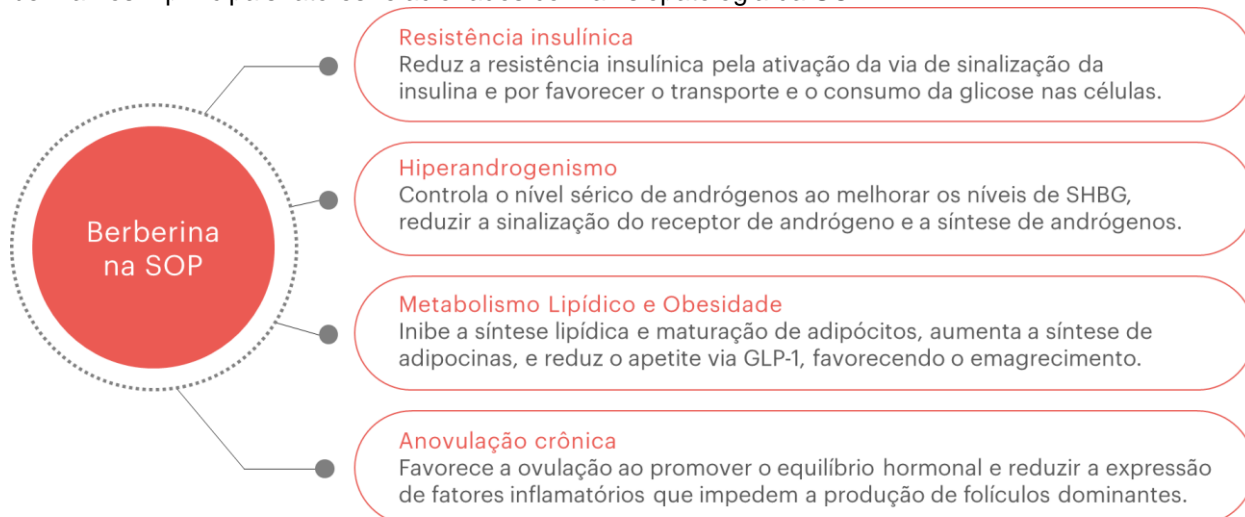 Berberina
na SOP
Resistência insulínica
Reduz a resistência insulínica pela ativação da via de sinalização da
insulina e por favorecer o transporte e o consumo da glicose nas células.
Hiperandrogenismo
Controla o nível sérico de andrógenos ao melhorar os níveis de SHBG,
reduzir a sinalização do receptor de andrógeno e a síntese de andrógenos.
Metabolismo Lipídico e Obesidade
Inibe a síntese lipídica e maturação de adipócitos, aumenta a síntese de
adipocinas, e reduz o apetite via GLP-1, favorecendo o emagrecimento.
Anovulação crônica
Favorece a ovulação ao promover o equilíbrio hormonal e reduzir a expressão
de fatores inflamatórios que impedem a produção de folículos dominantes.